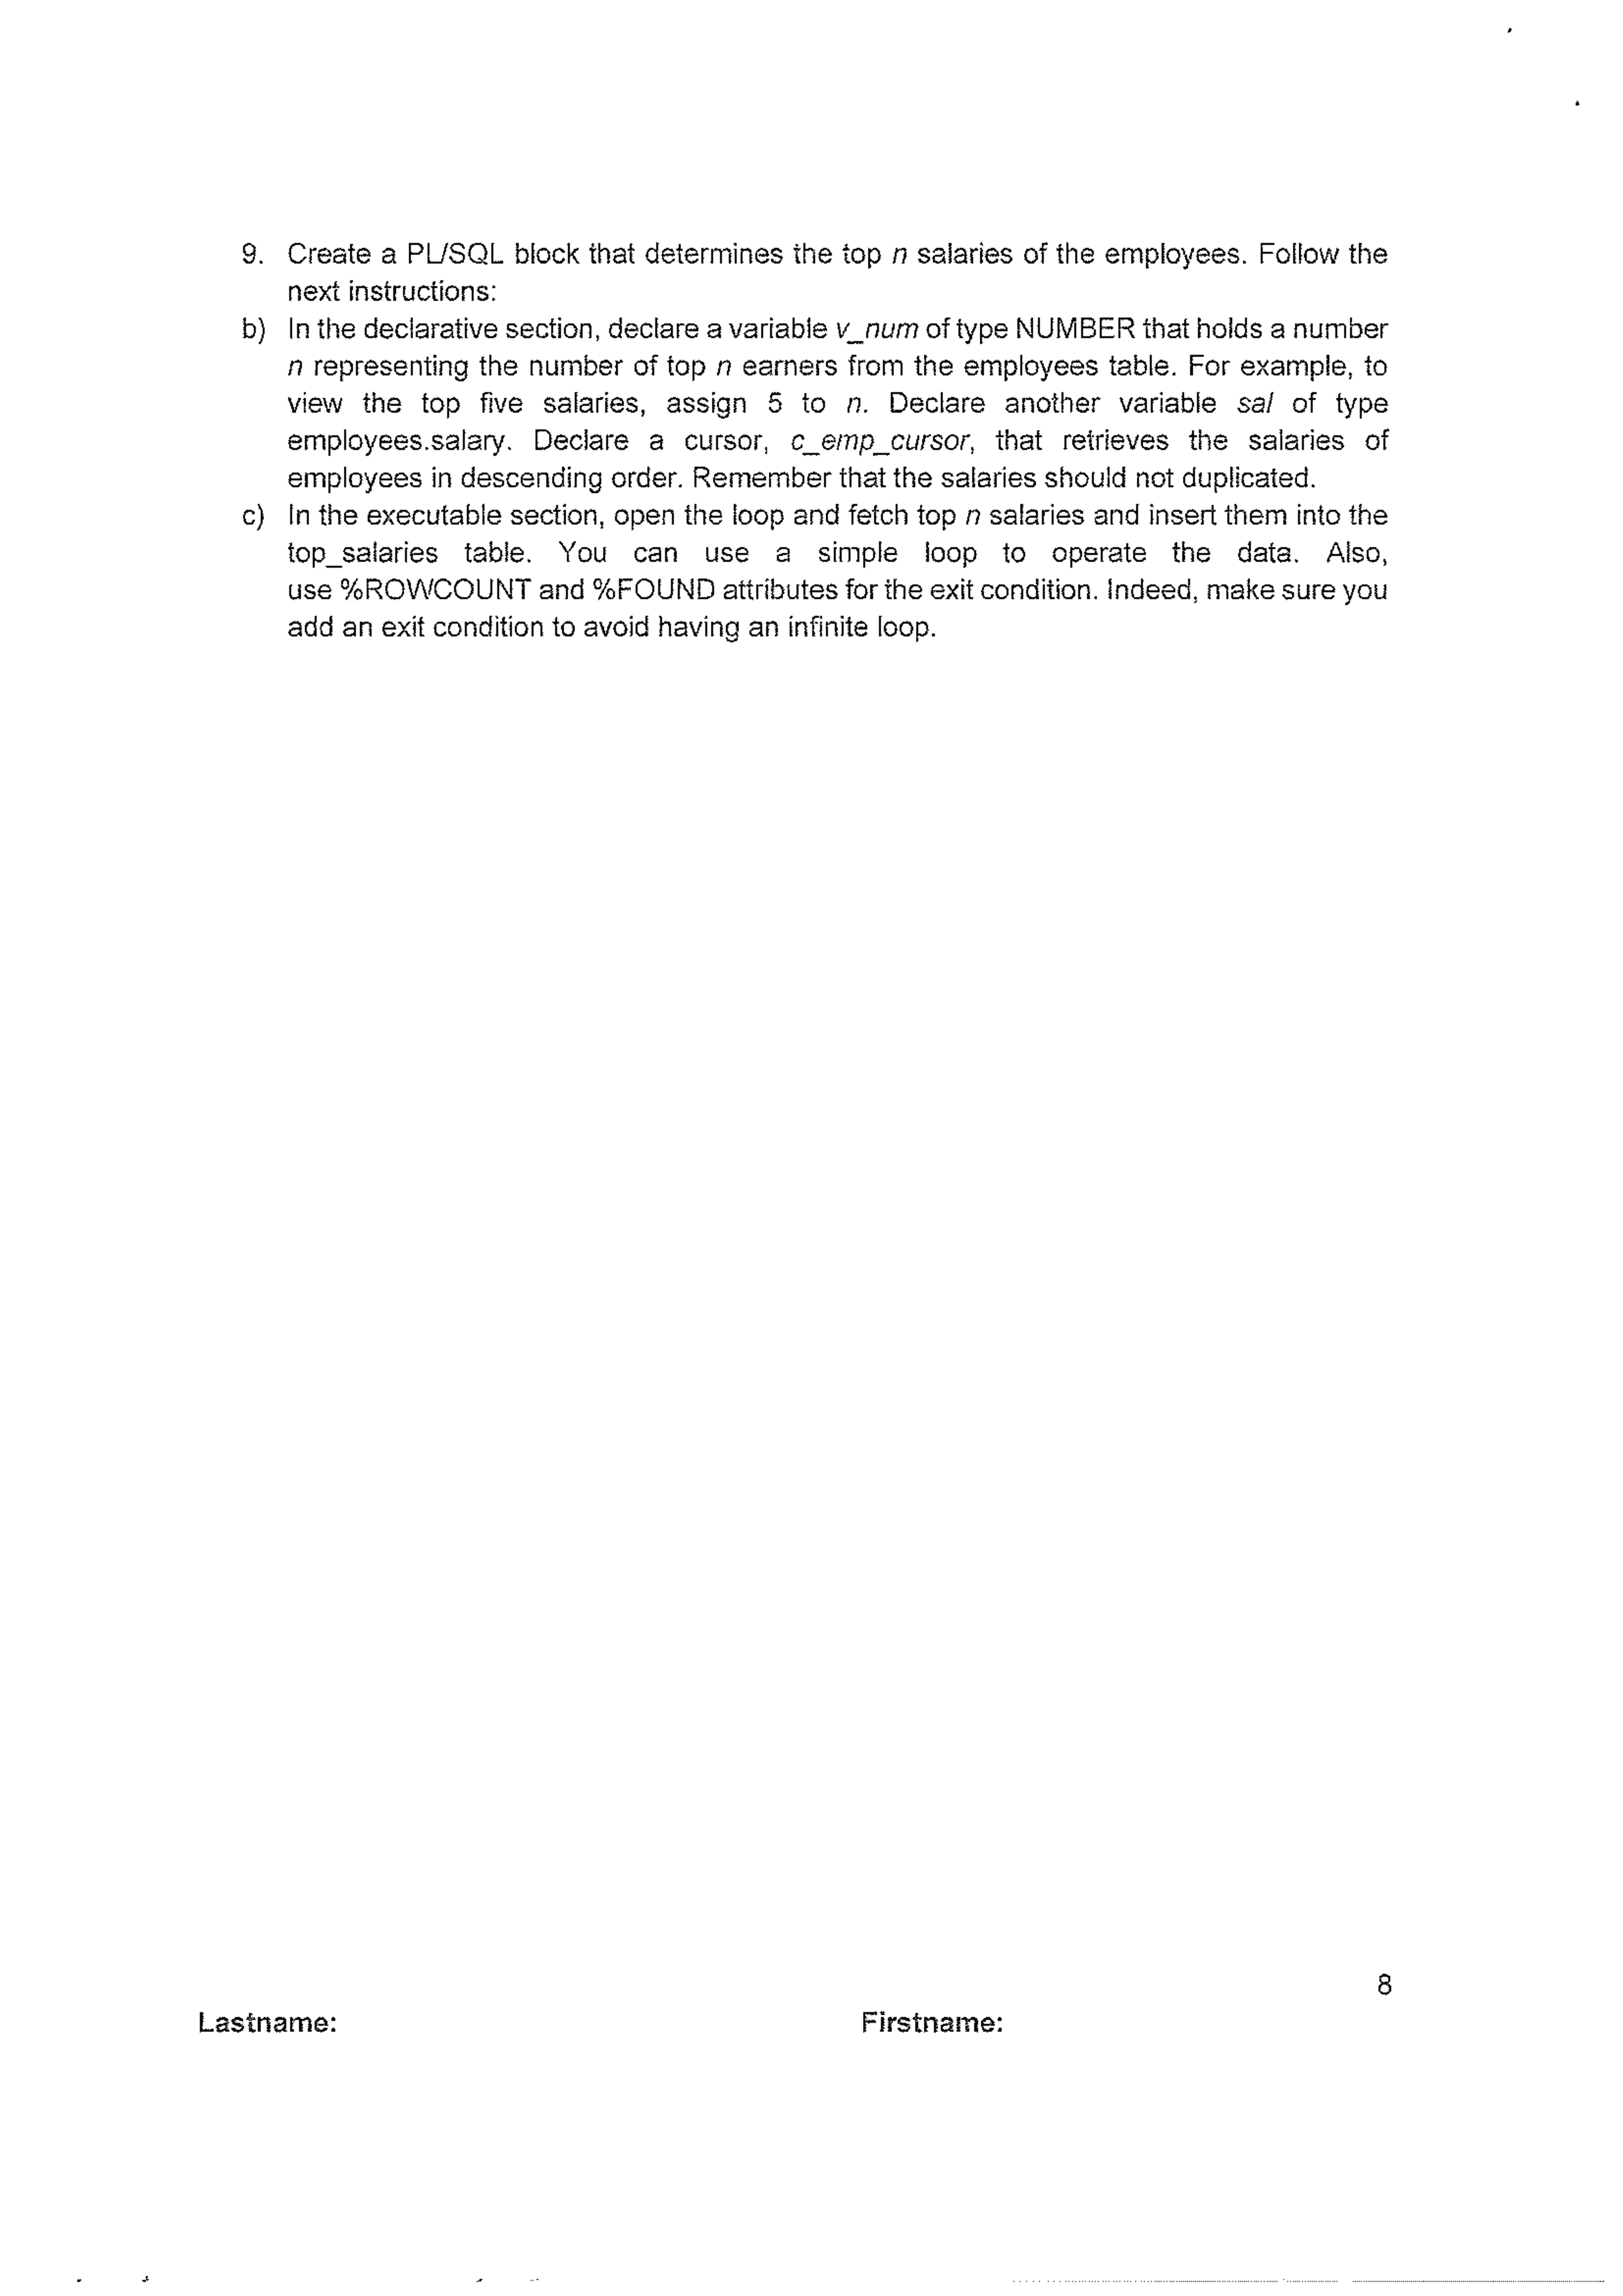 9. Create a PL/SQL block that determines the top n salaries of the employees. Follow the
next instructions:
b) In the declarative section, declare a variable v_num of type NUMBER that holds a number
n representing the number of top n earners from the employees table. For example, to
view the top five salaries, assign 5 to n. Declare another variable sal of type
employees.salary. Declare a cursor, c_emp_cursor, that retrieves the salaries of
employees in descending order. Remember that the salaries should not duplicated.
c) In the executable section, open the loop and fetch top n salaries and insert them into the
top_salaries table. You can use a simple loop to operate the data. Also,
use %ROWCOUNT and %FOUND attributes for the exit condition. Indeed, make sure you
add an exit condition to avoid having an infinite loop.
8
Lastname: Firstname: